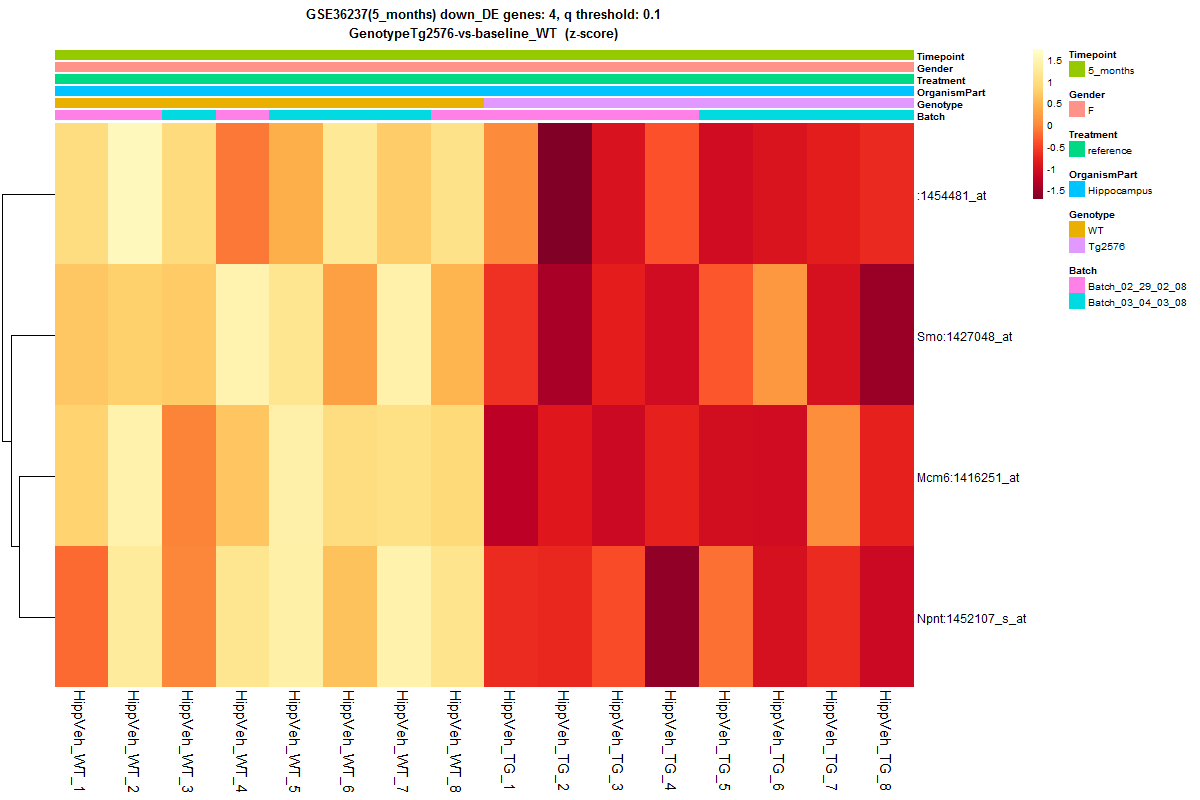 GSE36237(5_months) down_DE genes: 4, q threshold: 0.1
GenotypeTg2576-vs-baseline_WT (z-score)
Timepoint
Gender
Treatment
OrganismPart
Genotype
Batch
:1454481_at
Smo:1427048_at
Mcm6:1416251_at
Npnt:1452107_s_at
HippVeh_WT_1
HippVeh_WT_2
HippVeh_WT_3
HippVeh_WT_4
HippVeh_WT_5
HippVeh_WT_6
HippVeh_WT_7
HippVeh_WT_8
HippVeh_TG_1
HippVeh_TG_2
HippVeh_TG_3
HippVeh_TG_4
HippVeh_TG_5
HippVeh_TG_6
HippVeh_TG_7
HippVeh_TG_8
1.5
1
0.5
0
-0.5
-1
-1.5
Timepoint
5_months
Gender
F
Treatment
reference
OrganismPart
Hippocampus
Genotype
WT
Tg2576
Batch
Batch_02_29_02_08
Batch_03_04_03_08